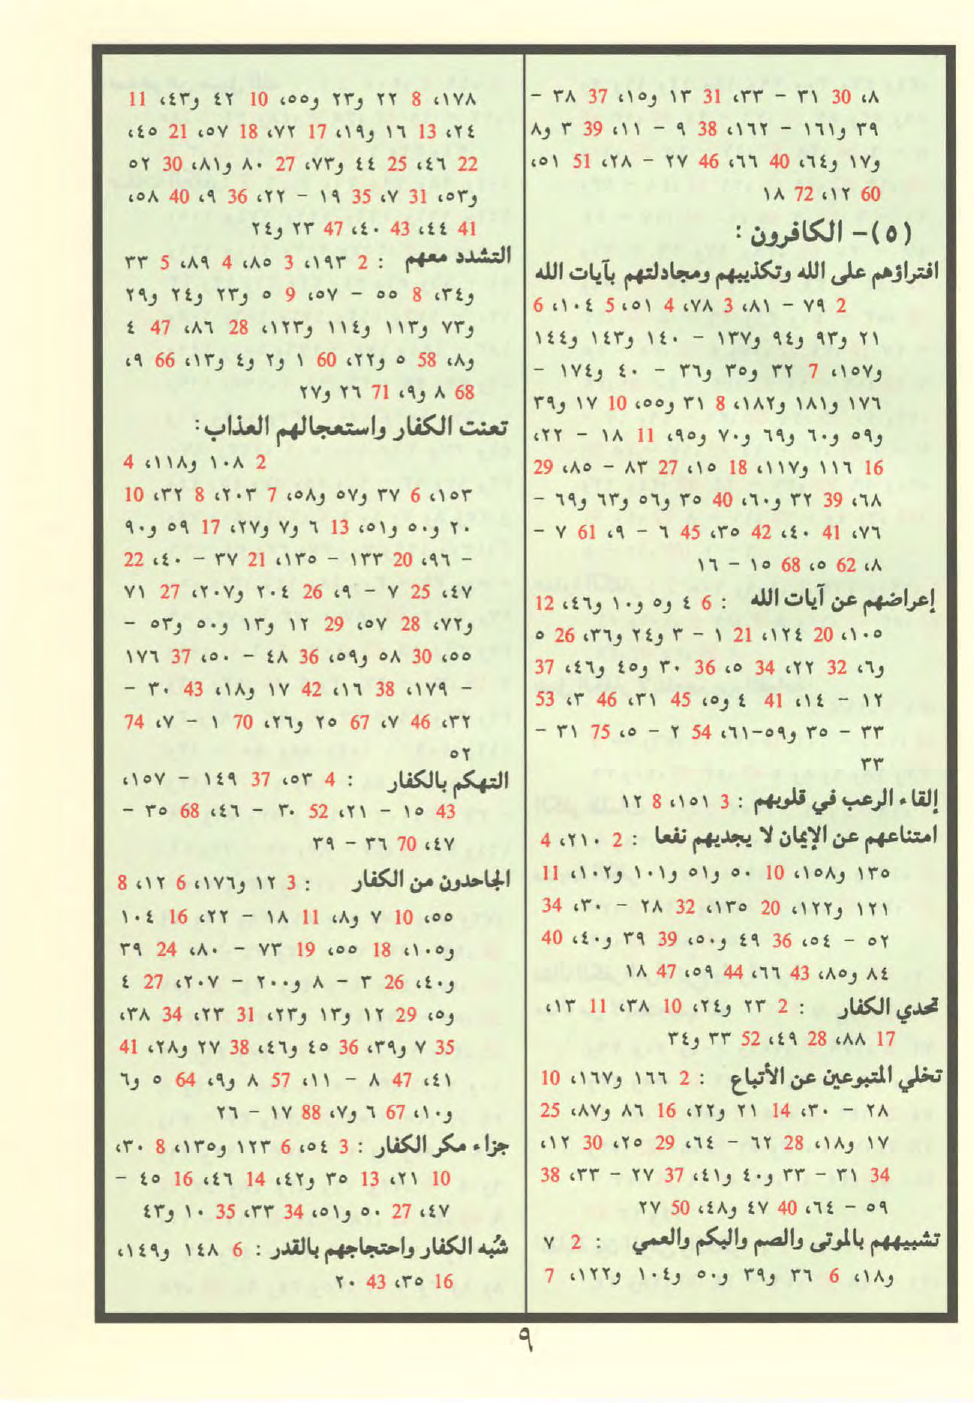 ٨، 30 ٣١ – ٣٣، 31 ١٣ و١٥، 37 ٣٨ –
٣٩ و١٦١ – ١٦٢، 38 ٩ – ١١، 39 ٣ و٨
و١٧ و٦٤، 40 ٦٦، 46 ٢٧ – ٢٨، 51 ٥١،
60 ١٢، 72 ١٨
(٥)- الكافرون :
افتراؤهم على الله وتكذيبهم ومجادلتهم بآيات الله
2 ٧٩ – ٨١، 3 ٧٨، 4 ٥١، 5 ١٠٤، 6
٢١ و٩٣ و٩٤ و١٣٧ – ١٤٠ و١٤٣ و١٤٤
و١٥٧، 7 ٣٢ و٣٥ و٣٦ – ٤٠ و١٧٤ –
١٧٦ و١٨١ و١٨٢، 8 ٣١ و٥٥، 10 ١٧ و٣٩
و٥٩ و٦٠ و٦٩ و٧٠ و٩٥، 11 ١٨ – ٢٢،
16 ١١٦ و١١٧، 18 ١٥، 27 ٨٣ – ٨٥، 29
٦٨، 39 ٣٢ و٦٠، 40 ٣٥ و٥٦ و٦٣ و٦٩ –
٧٦، 41 ٤٠، 42 ٣٥، 45 ٦ – ٩، 61 ٧ –
٨، 62 ٥، 68 ١٥ – ١٦
إعراضهم عن آيات الله : 6 ٤ و٥ و١٠ و٤٦، 12
١٠٥، 20 ١٢٤، 21 ١ – ٣ و٢٤ و٣٦، 26 ٥
و٦، 32 ٢٢، 34 ٥، 36 ٣٠ و٤٥ و٤٦، 37
١٢ – ١٤، 41 ٤ و٥، 45 ٣١، 46 ٣، 53
٣٣ – ٣٥ و٥٩-٦١، 54 ٢ – ٥، 75 ٣١ –
٣٣
إلقاء الرعب في قلوبهم : 3 ١٥١، 8 ١٢
امتناعهم عن الإيمان لا يجديهم نفعا : 2 ٢١٠، 4
١٣٥ و١٥٨، 10 ٥٠ و٥١ و١٠١ و١٠٢، 11
١٢١ و١٢٢، 20 ١٣٥، 32 ٢٨ – ٣٠، 34
٥٢ – ٥٤، 36 ٤٩ و٥٠، 39 ٣٩ و٤٠، 40
٨٤ و٨٥، 43 ٦٦، 44 ٥٩، 47 ١٨
تحدي الكفار : 2 ٢٣ و٢٤، 10 ٣٨، 11 ١٣،
17 ٨٨، 28 ٤٩، 52 ٣٣ و٣٤
تخلي المتبوعين عن الأتباع : 2 ١٦٦ و١٦٧، 10
٢٨ – ٣٠، 14 ٢١ و٢٢، 16 ٨٦ و٨٧، 25
١٧ و١٨، 28 ٦٢ – ٦٤، 29 ٢٥، 30 ١٢،
34 ٣١ – ٣٣ و٤٠ و٤١، 37 ٢٧ – ٣٣، 38
٥٩ – ٦٤، 40 ٤٧ و٤٨، 50 ٢٧
تشبيههم بالموتى والصم والبكم والعمي : 2 ٧
و١٨، 6 ٣٦ و٣٩ و٥٠ و١٠٤ و١٢٢، 7
١٧٨، 8 ٢٢ و٢٣ و٥٥، 10 ٤٢ و٤٣، 11
٢٤، 13 ١٦ و١٩، 17 ٧٢، 18 ٥٧، 21 ٤٥،
22 ٤٦، 25 ٤٤ و٧٣، 27 ٨٠ و٨١، 30 ٥٢
و٥٣، 31 ٧، 35 ١٩ – ٢٢، 36 ٩، 40 ٥٨،
41 ٤٤، 43 ٤٠، 47 ٢٣ و٢٤
التشدد معهم : 2 ١٩٣، 3 ٨٥، 4 ٨٩، 5 ٣٣
و٣٤، 8 ٥٥ – ٥٧، 9 ٥ و٢٣ و٢٤ و٢٩
و٧٣ و١١٣ و١١٤ و١٢٣، 28 ٨٦، 47 ٤
و٨، 58 ٥ و٢٢، 60 ١ و٢ و٤ و١٣، 66 ٩،
68 ٨ و٩، 71 ٢٦ و٢٧
تعنت الكفار واستعجالهم العذاب:
2 ١٠٨ و١١٨، 4
١٥٣، 6 ٣٧ و٥٧ و٥٨، 7 ٢٠٣، 8 ٣٢، 10
٢٠ و٥٠ و٥١، 13 ٦ و٧ و٢٧، 17 ٥٩ و٩٠
– ٩٦، 20 ١٣٣ – ١٣٥، 21 ٣٧ – ٤٠، 22
٤٧، 25 ٧ – ٩، 26 ٢٠٤ و٢٠٧، 27 ٧١
و٧٢، 28 ٥٧، 29 ١٢ و١٣ و٥٠ و٥٣ –
٥٥، 30 ٥٨ و٥٩، 36 ٤٨ – ٥٠، 37 ١٧٦
– ١٧٩، 38 ١٦، 42 ١٧ و١٨، 43 ٣٠ –
٣٢، 46 ٧، 67 ٢٥ و٢٦، 70 ١ – ٧، 74
٥٢
التهكم بالكفار : 4 ٥٣، 37 ١٤٩ – ١٥٧،
43 ١٥ – ٢١، 52 ٣٠ – ٤٦، 68 ٣٥ –
٤٧، 70 ٣٦ – ٣٩
الجاحدون من الكفار : 3 ١٢ و١٧٦، 6 ١٢، 8
٥٥، 10 ٧ و٨، 11 ١٨ – ٢٢، 16 ١٠٤
و١٠٥، 18 ٥٥، 19 ٧٣ – ٨٠، 24 ٣٩
و٤٠، 26 ٣ – ٨ و٢٠٠ – ٢٠٧، 27 ٤
و٥، 29 ١٢ و١٣ و٢٣، 31 ٢٣، 34 ٣٨،
35 ٧ و٣٩، 36 ٤٥ و٤٦، 38 ٢٧ و٢٨، 41
٤١، 47 ٨ – ١١، 57 ٨ و٩، 64 ٥ و٦
و١٠، 67 ٦ و٧، 88 ١٧ – ٢٦
جزاء مكر الكفار : 3 ٥٤، 6 ١٢٣ و١٣٥، 8 ٣٠،
10 ٢١، 13 ٣٥ و٤٢، 14 ٤٦، 16 ٤٥ –
٤٧، 27 ٥٠ و٥١، 34 ٣٣، 35 ١٠ و٤٣
شُبَه الكفار واحتجاجهم بالقدر : 6 ١٤٨ و١٤٩،
16 ٣٥، 43 ٢٠
٩